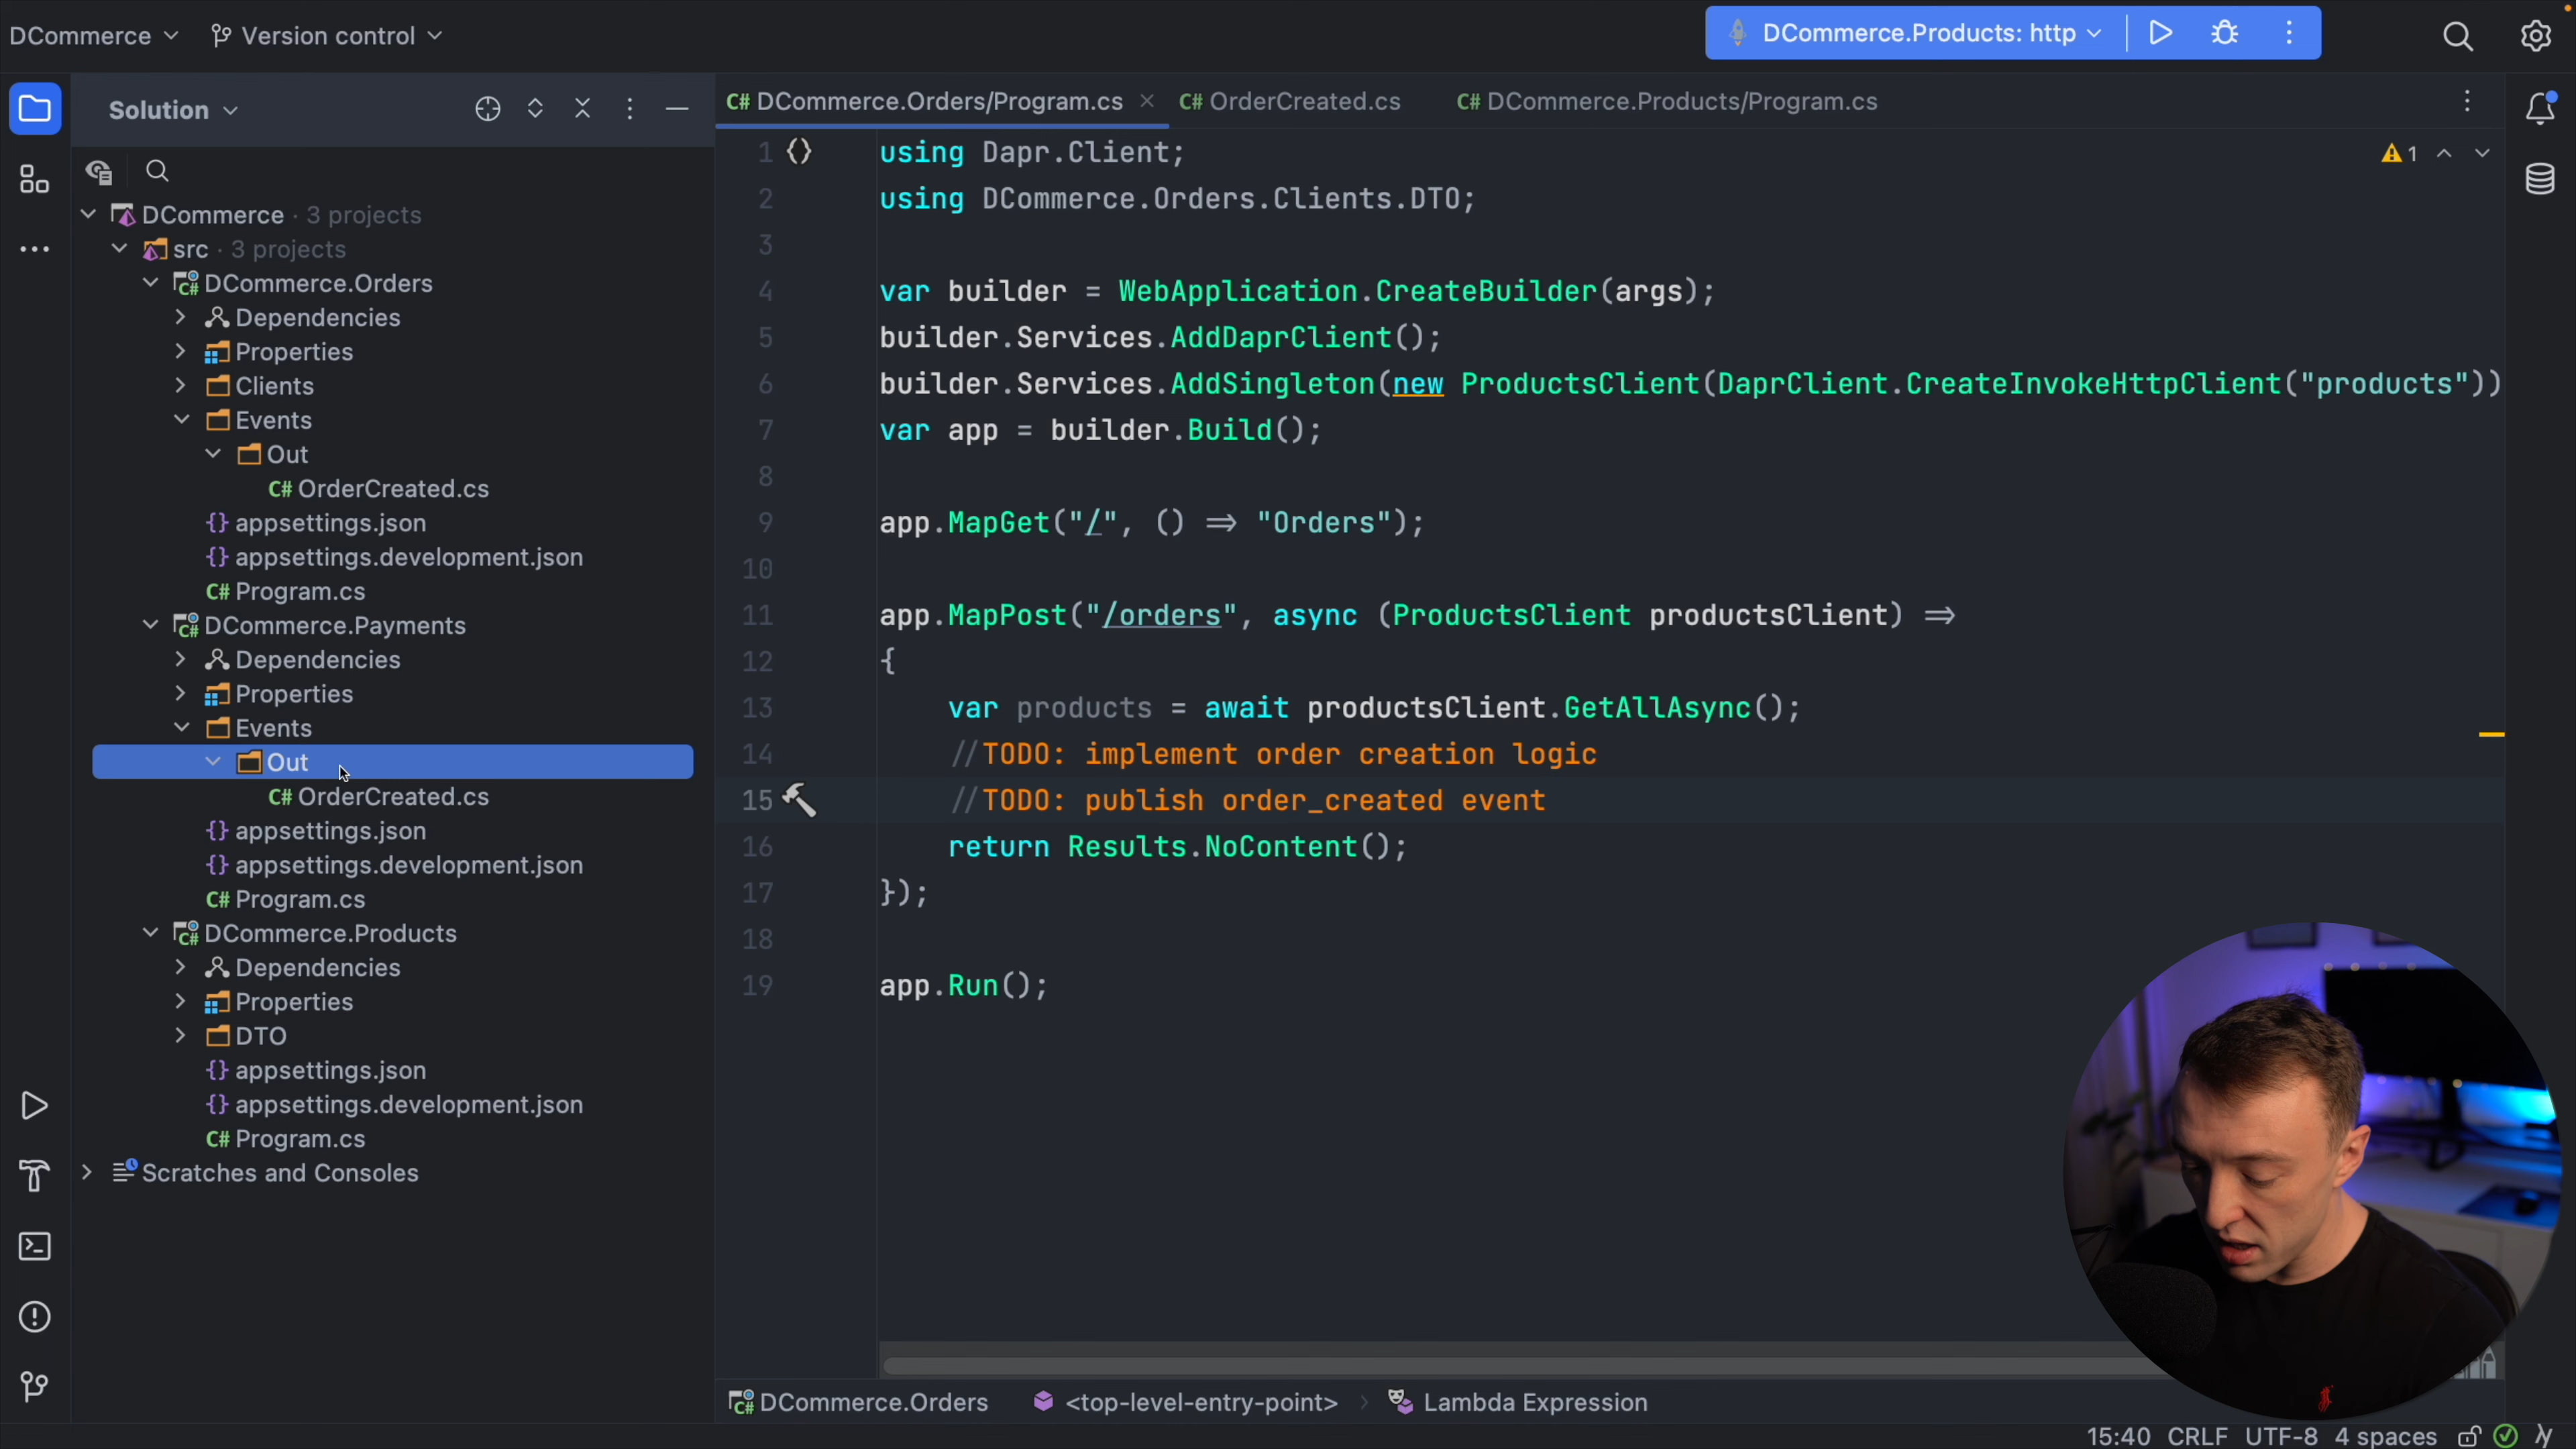 DCommerce
Version control
DCommerce.Products: http
Solution
DCommerce.Orders/Program.cs
OrderCreated.cs
DCommerce.Products/Program.cs
DCommerce · 3 projects
src · 3 projects
DCommerce.Orders
Dependencies
Properties
Clients
Events
Out
OrderCreated.cs
appsettings.json
appsettings.development.json
Program.cs
DCommerce.Payments
Dependencies
Properties
Events
Out
OrderCreated.cs
appsettings.json
appsettings.development.json
Program.cs
DCommerce.Products
Dependencies
Properties
DTO
appsettings.json
appsettings.development.json
Program.cs
Scratches and Consoles
1 using Dapr.Client;
1
2 using DCommerce.Orders.Clients.DTO;
3
4 var builder = WebApplication.CreateBuilder(args);
5 builder.Services.AddDaprClient();
6 builder.Services.AddSingleton(new ProductsClient(DaprClient.CreateInvokeHttpClient("products"))
7 var app = builder.Build();
8
9 app.MapGet("/", () => "Orders");
10
11 app.MapPost("/orders", async (ProductsClient productsClient) =>
12 {
13 var products = await productsClient.GetAllAsync();
14 //TODO: implement order creation logic
15 //TODO: publish order_created event
16 return Results.NoContent();
17 });
18
19 app.Run();
DCommerce.Orders
<top-level-entry-point>
Lambda Expression
15:40 CRLF UTF-8 4 spaces